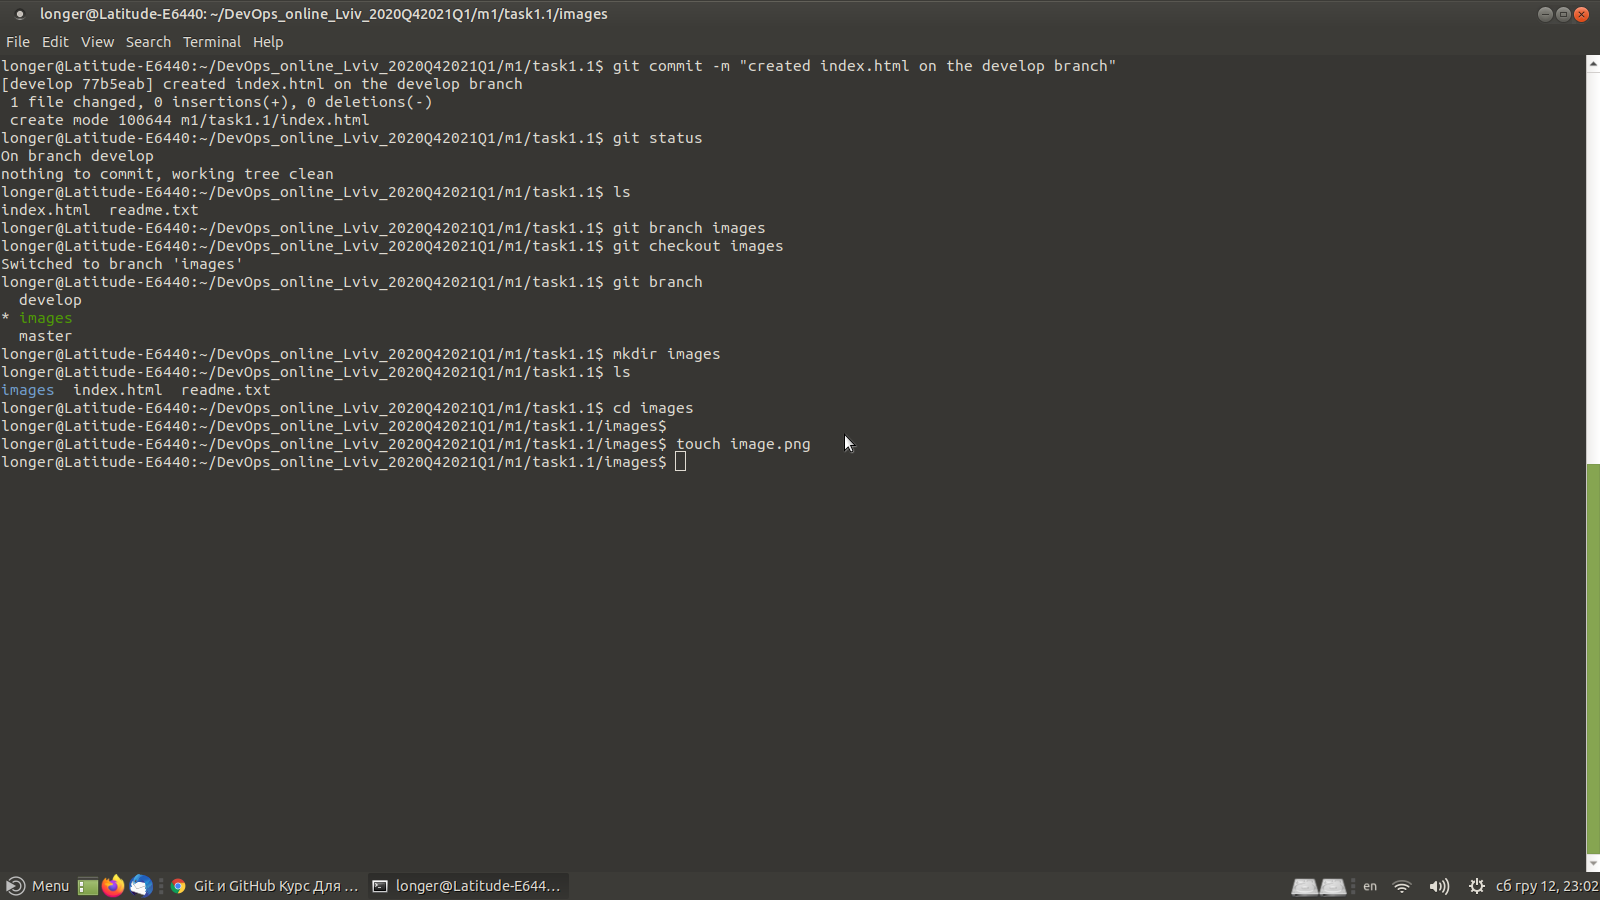 longer@Latitude-E6440: ~/DevOps_online_Lviv_2020Q42021Q1/m1/task1.1/images
File Edit View Search Terminal Help
longer@Latitude-E6440:~/DevOps_online_Lviv_2020Q42021Q1/m1/task1.1$ git commit -m "created index.html on the develop branch"
[develop 77b5eab] created index.html on the develop branch
 1 file changed, 0 insertions(+), 0 deletions(-)
 create mode 100644 m1/task1.1/index.html
longer@Latitude-E6440:~/DevOps_online_Lviv_2020Q42021Q1/m1/task1.1$ git status
On branch develop
nothing to commit, working tree clean
longer@Latitude-E6440:~/DevOps_online_Lviv_2020Q42021Q1/m1/task1.1$ ls
index.html  readme.txt
longer@Latitude-E6440:~/DevOps_online_Lviv_2020Q42021Q1/m1/task1.1$ git branch images
longer@Latitude-E6440:~/DevOps_online_Lviv_2020Q42021Q1/m1/task1.1$ git checkout images
Switched to branch 'images'
longer@Latitude-E6440:~/DevOps_online_Lviv_2020Q42021Q1/m1/task1.1$ git branch
  develop
* images
  master
longer@Latitude-E6440:~/DevOps_online_Lviv_2020Q42021Q1/m1/task1.1$ mkdir images
longer@Latitude-E6440:~/DevOps_online_Lviv_2020Q42021Q1/m1/task1.1$ ls
images  index.html  readme.txt
longer@Latitude-E6440:~/DevOps_online_Lviv_2020Q42021Q1/m1/task1.1$ cd images
longer@Latitude-E6440:~/DevOps_online_Lviv_2020Q42021Q1/m1/task1.1/images$
longer@Latitude-E6440:~/DevOps_online_Lviv_2020Q42021Q1/m1/task1.1/images$ touch image.png
longer@Latitude-E6440:~/DevOps_online_Lviv_2020Q42021Q1/m1/task1.1/images$
Menu Git и GitHub Курс Для ... longer@Latitude-E644... en сб гру 12, 23:02